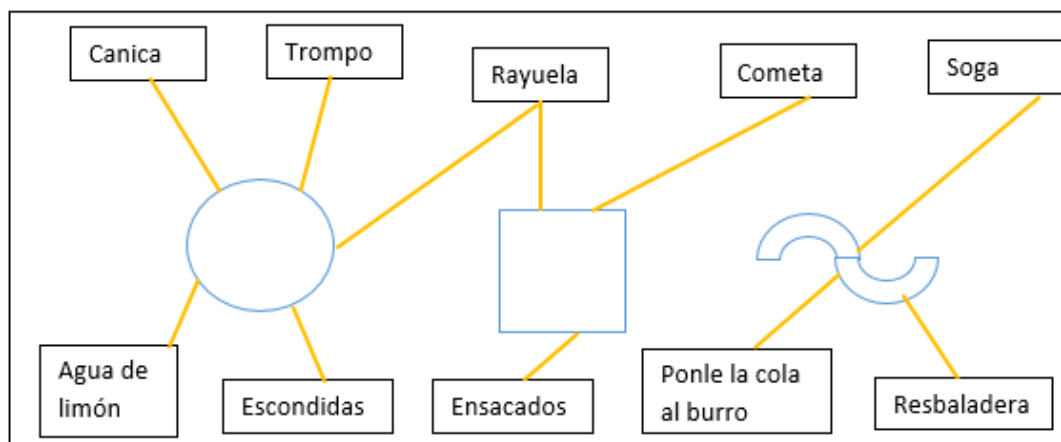 Canica
Trompo
Rayuela
Cometa
Soga
Agua de
limón
Escondidas
Ensacados
Ponle la cola
al burro
Resbaladera